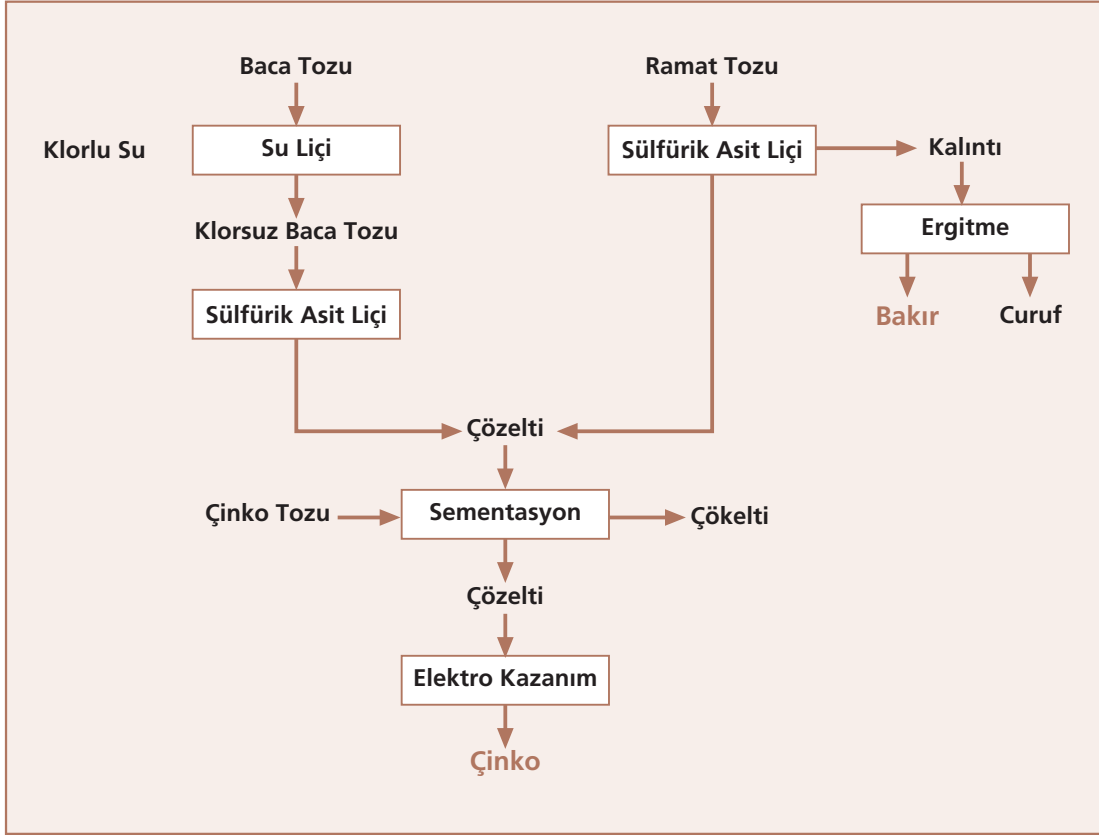 Baca Tozu
Ramat Tozu
Klorlu Su
Su Liçi
Sülfürik Asit Liçi
Kalıntı
Klorsuz Baca Tozu
Ergitme
Sülfürik Asit Liçi
Bakır
Curuf
Çözelti
Çinko Tozu
Sementasyon
Çökelti
Çözelti
Elektro Kazanım
Çinko